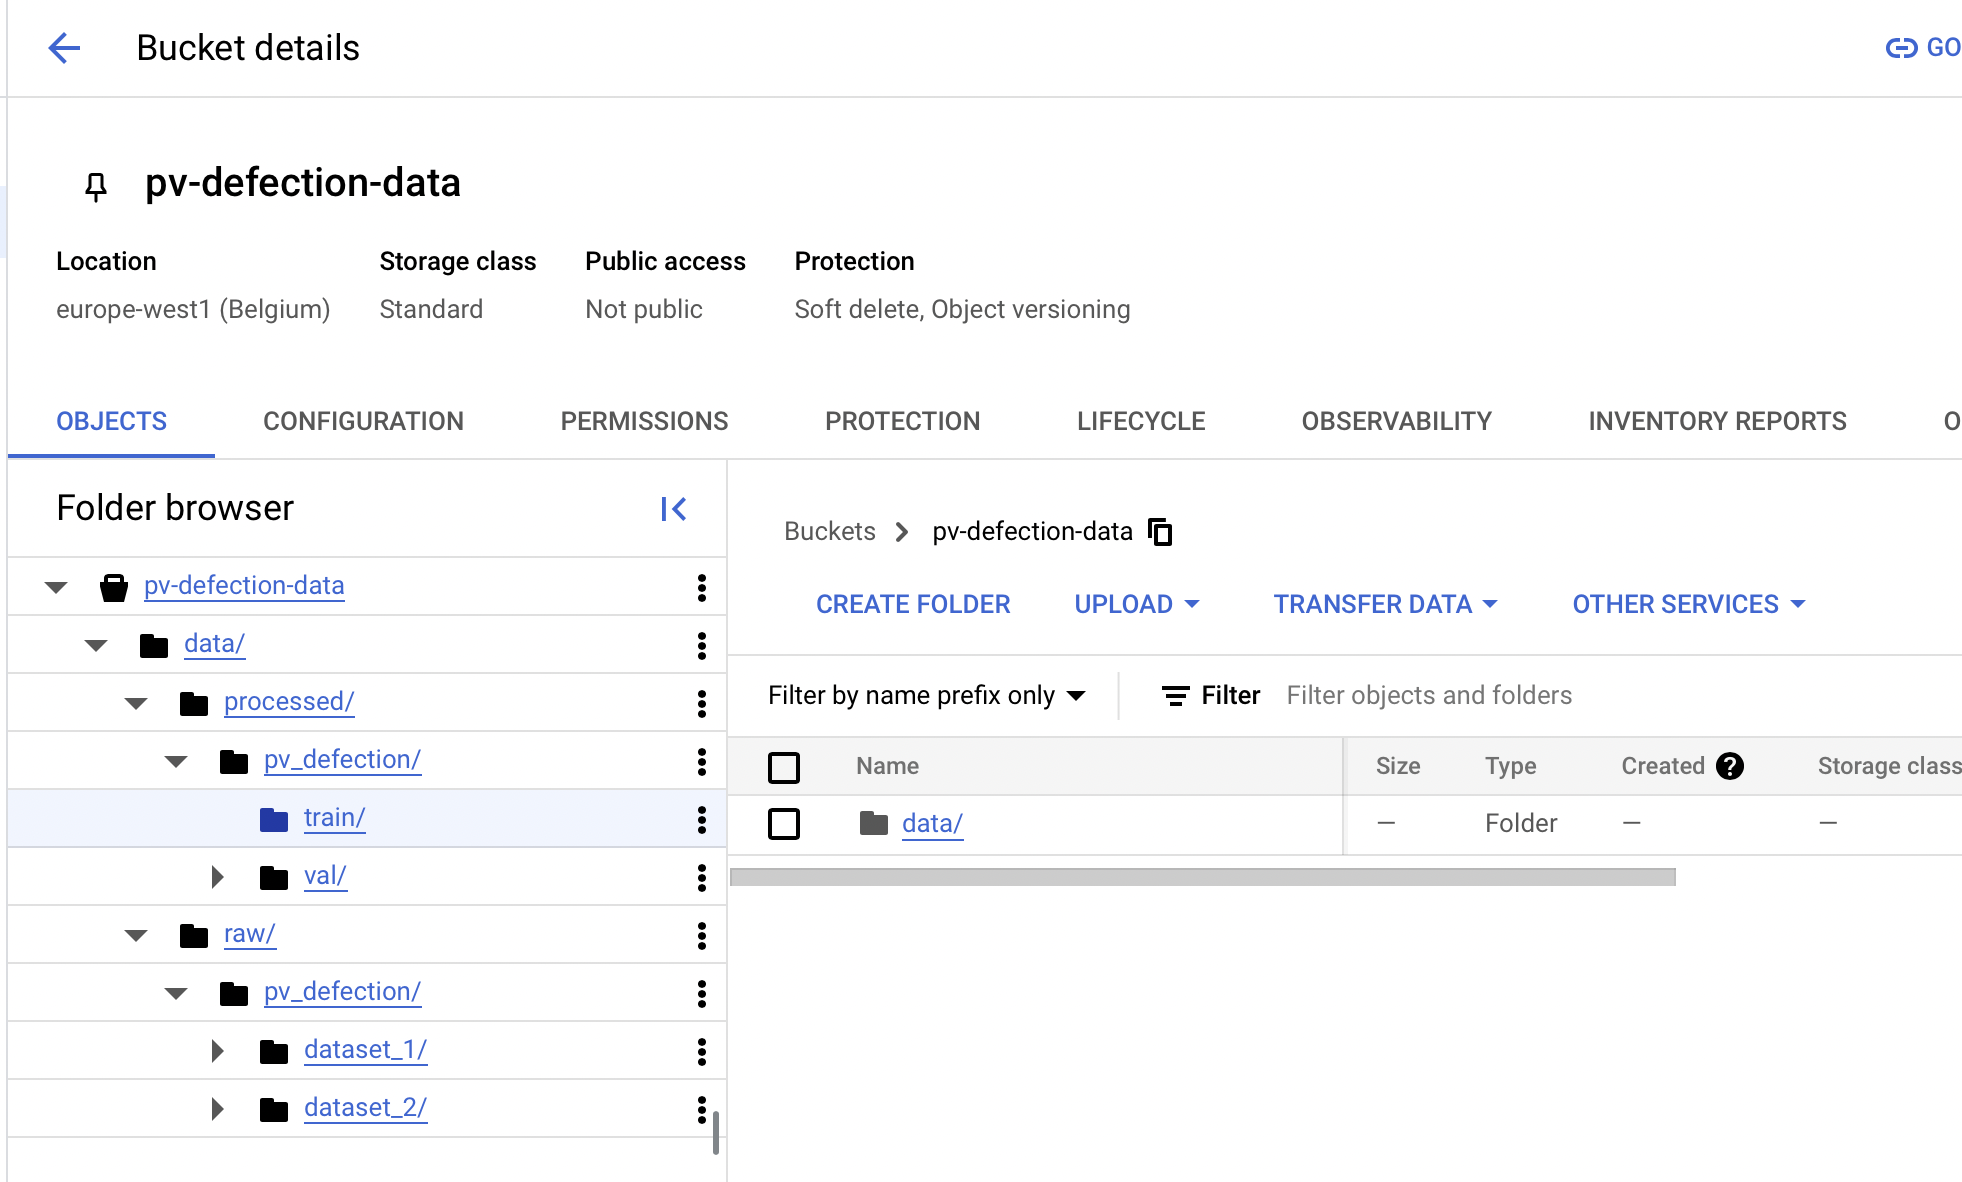 Bucket details
GO
pv-defection-data
Location Storage class Public access Protection
europe-west1 (Belgium) Standard Not public Soft delete, Object versioning
OBJECTS CONFIGURATION PERMISSIONS PROTECTION LIFECYCLE OBSERVABILITY INVENTORY REPORTS O
Folder browser
pv-defection-data
data/
processed/
pv_defection/
train/
val/
raw/
pv_defection/
dataset_1/
dataset_2/
Buckets > pv-defection-data
CREATE FOLDER UPLOAD TRANSFER DATA OTHER SERVICES
Filter by name prefix only Filter Filter objects and folders
Name Size Type Created ? Storage class
data/ — Folder — —